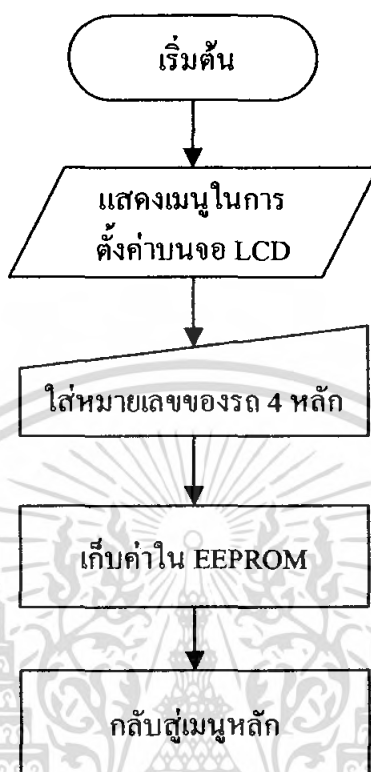 เริ่มต้น
แสดงเมนูในการ
ตั้งค่าบนจอ LCD
ใส่หมายเลขของรถ 4 หลัก
เก็บค่าใน EEPROM
กลับสู่เมนูหลัก